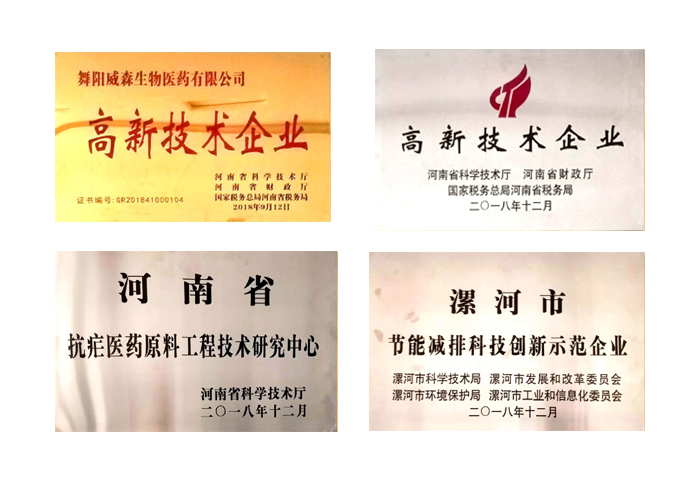 舞阳威森生物医药有限公司
高新技术企业
河南省科学技术厅
河南省财政厅
国家税务总局河南省税务局
证书编号:GR201841000104
2018年9月12日
高新技术企业
河南省科学技术厅 河南省财政厅
国家税务总局河南省税务局
二〇一八年十二月
河南省
抗疟医药原料工程技术研究中心
河南省科学技术厅
二〇一八年十二月
漯河市
节能减排科技创新示范企业
漯河市科学技术局 漯河市发展和改革委员会
漯河市环境保护局 漯河市工业和信息化委员会
二〇一八年十二月